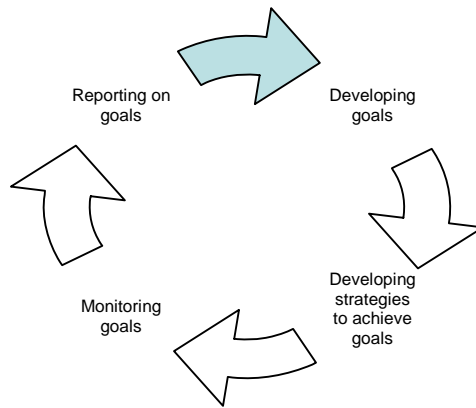 Reporting on
goals
Developing
goals
Developing
strategies
to achieve
goals
Monitoring
goals